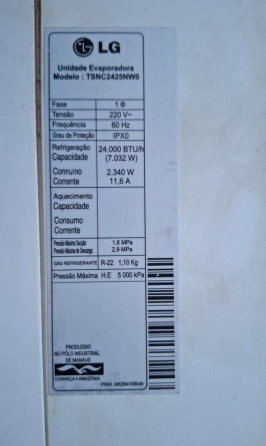 LG
Unidade Evaporadora
Modelo : TSNC2425NW0
Fase 1 Φ
Tensão 220 V~
Frequência 60 Hz
Grau de Proteção IPX0
Refrigeração 24.000 BTU/h
Capacidade (7.032 W)
Consumo 2.340 W
Corrente 11,6 A
Aquecimento
Capacidade
Consumo
Corrente
Pressão Máxima Sucção 1,6 MPa
Pressão Máxima de Descarga 2,9 MPa
GÁS REFRIGERANTE R-22 1,10 Kg
Pressão Máxima H.E 5 000 kPa
PRODUZIDO
NO PÓLO INDUSTRIAL
DE MANAUS
CONHEÇA A AMAZÔNIA
P/NO.